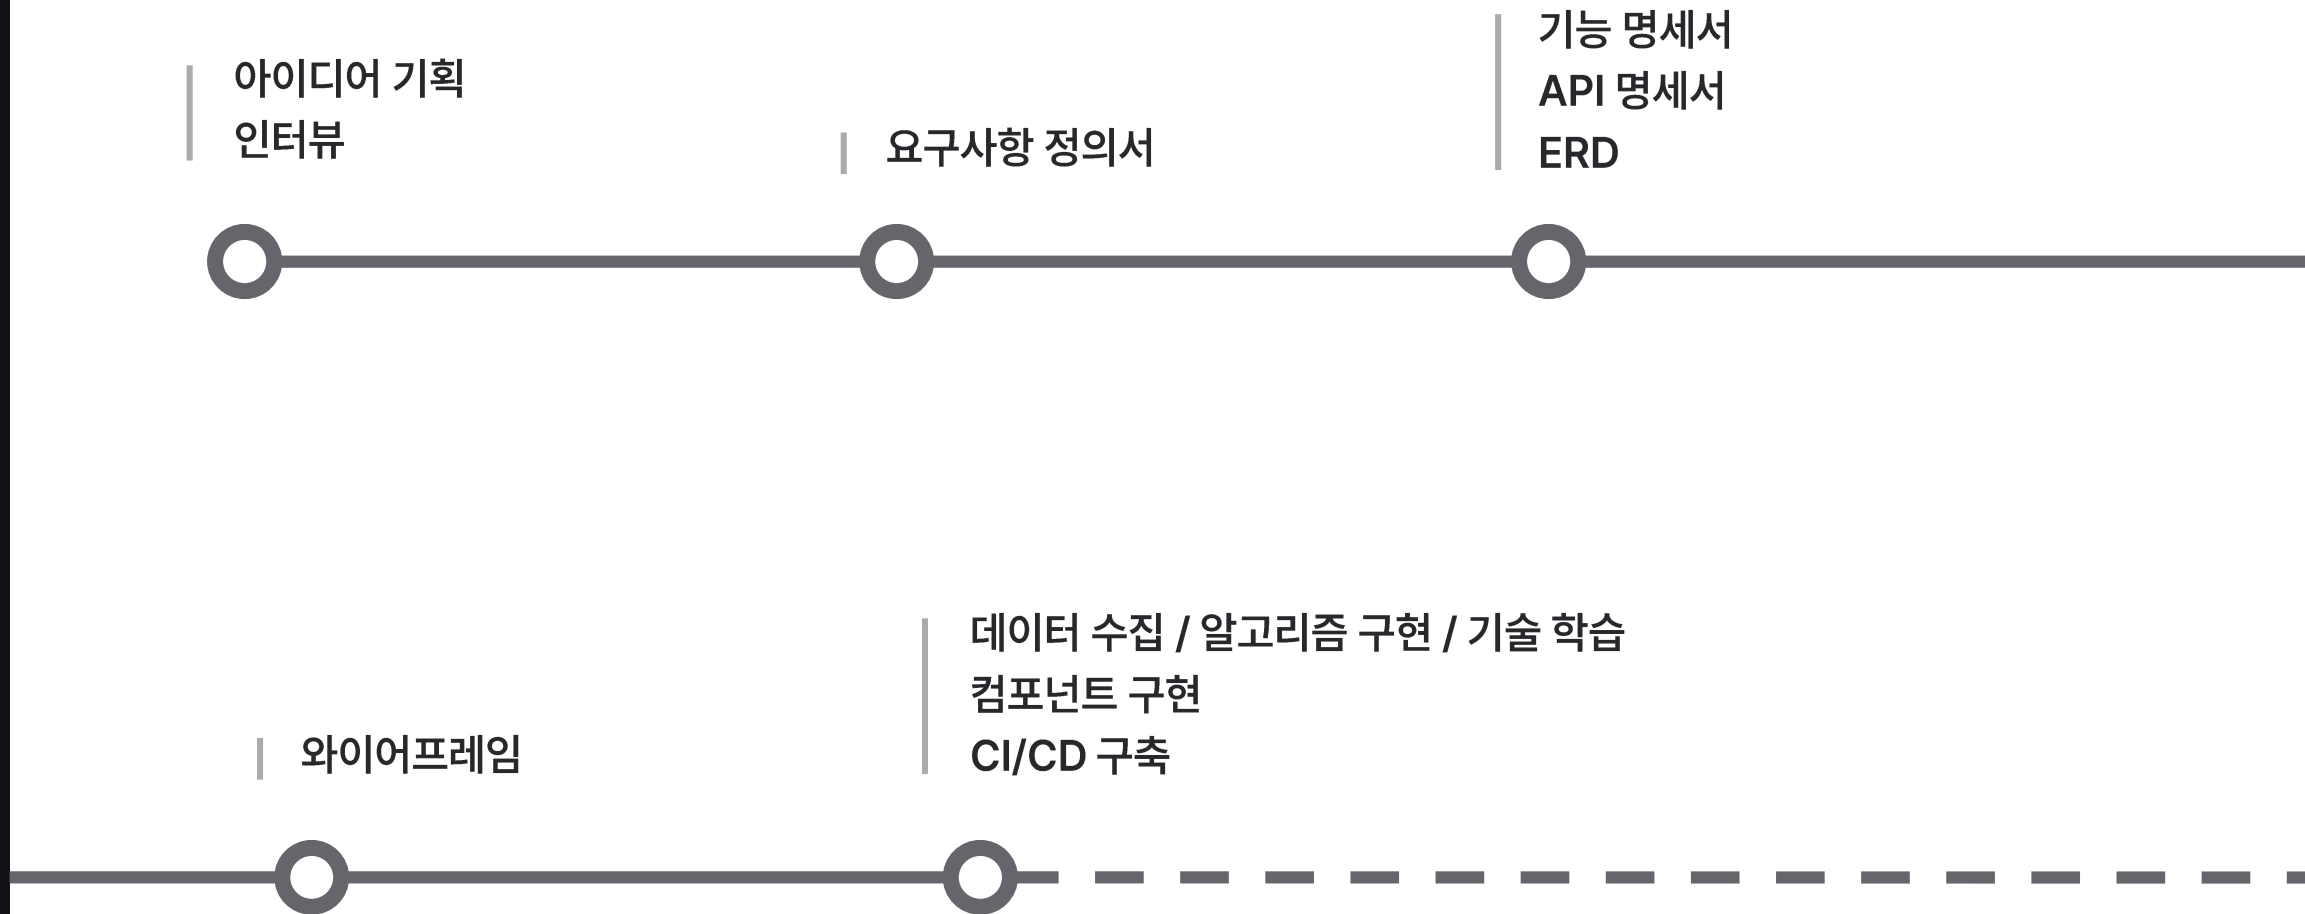 아이디어 기획
인터뷰
요구사항 정의서
기능 명세서
API 명세서
ERD
와이어프레임
데이터 수집 / 알고리즘 구현 / 기술 학습
컴포넌트 구현
CI/CD 구축